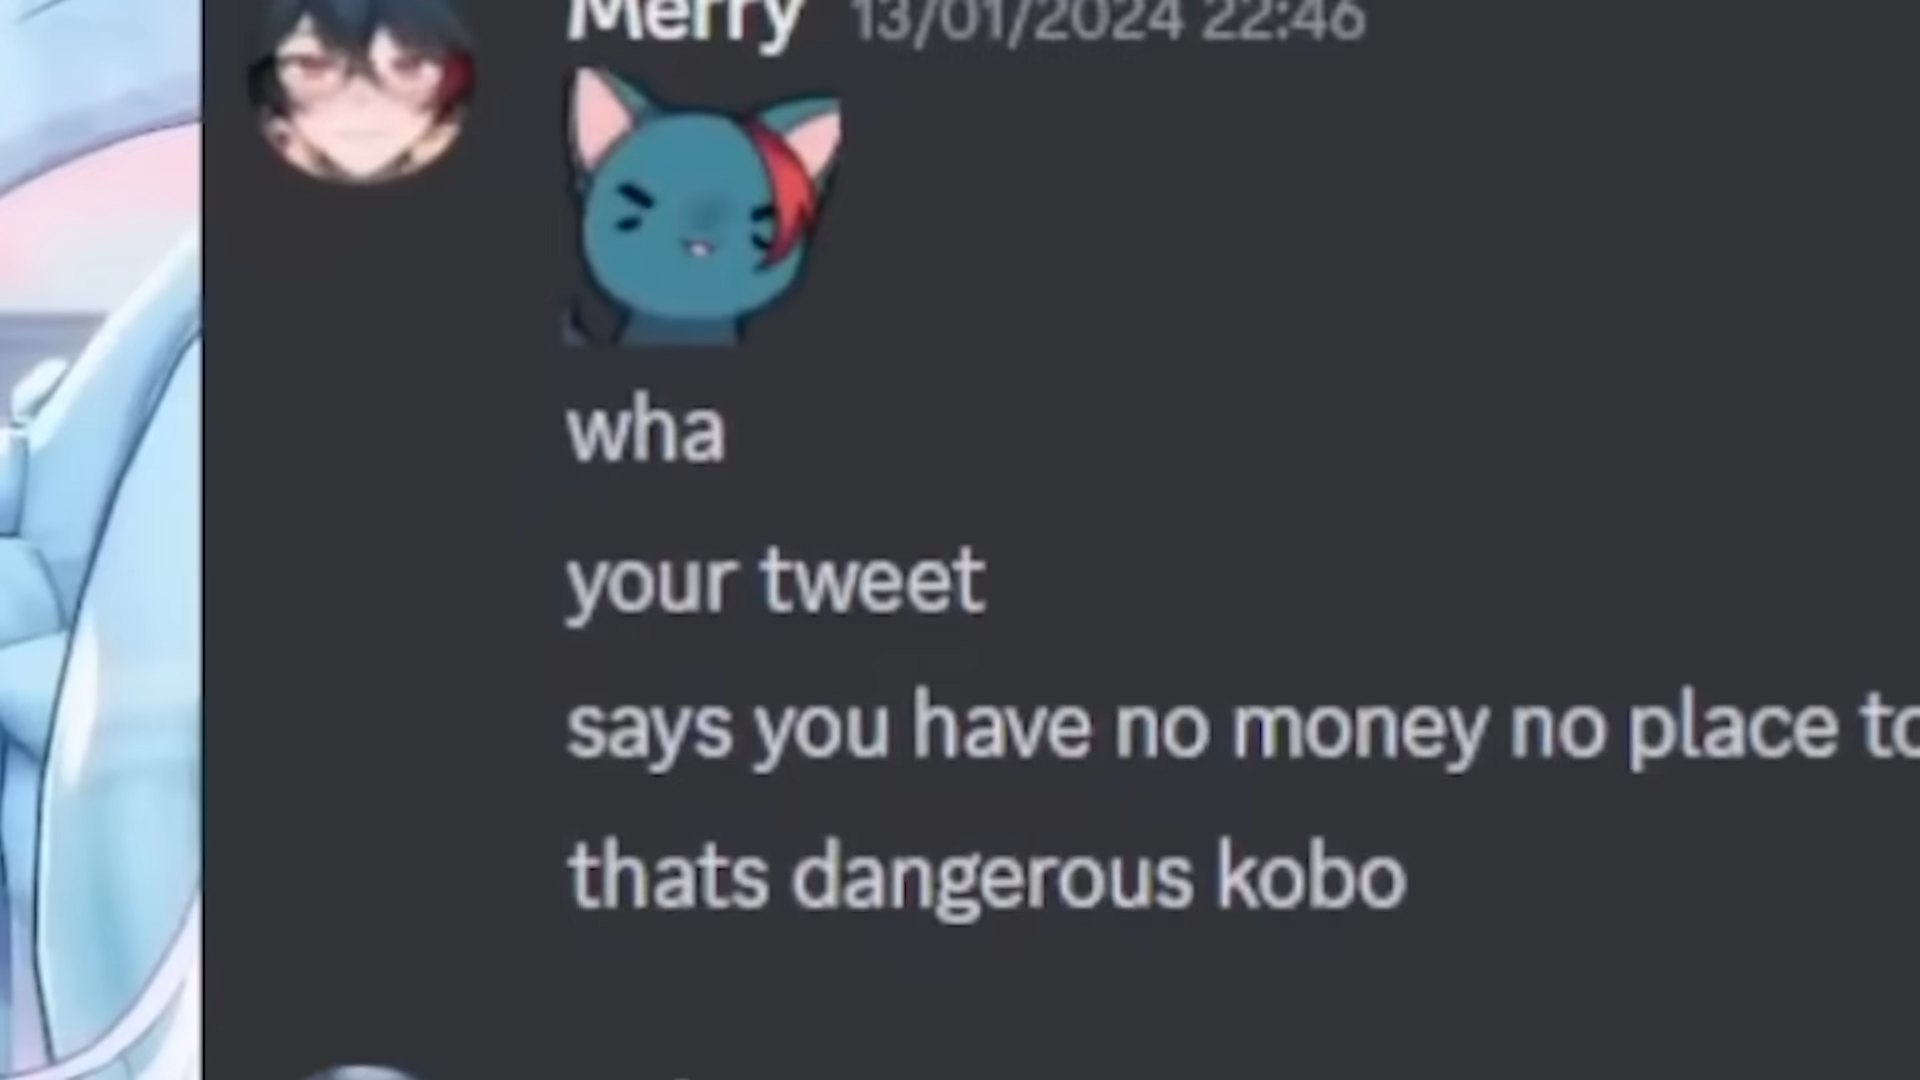 Merry 13/01/2024 22:46
wha
your tweet
says you have no money no place to
thats dangerous kobo